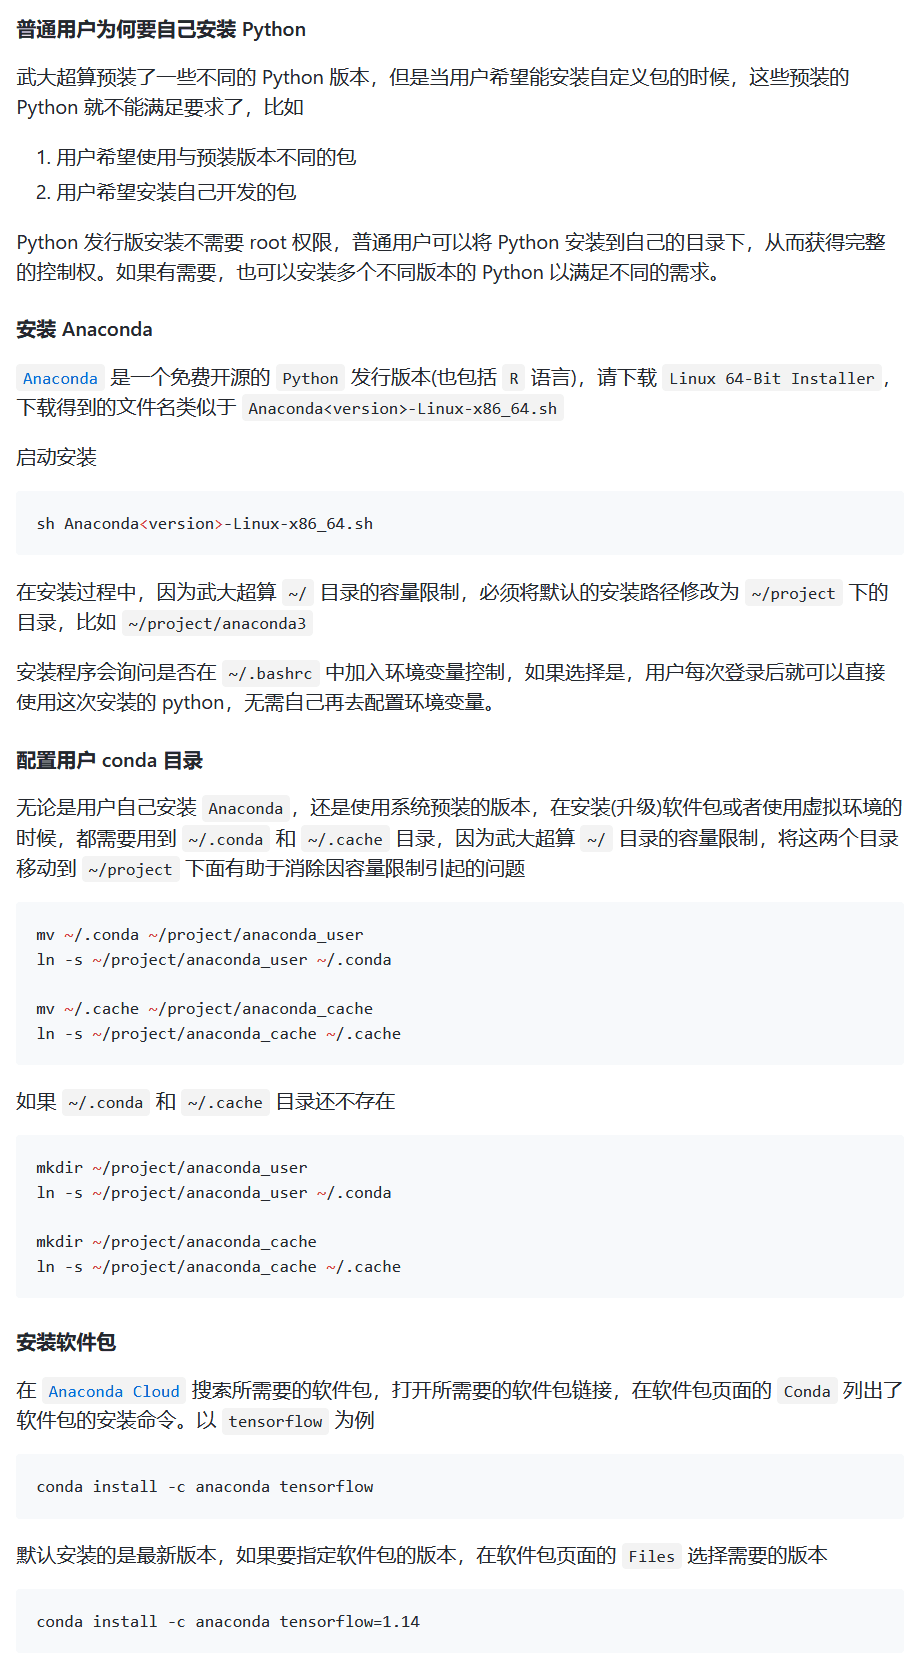 普通用户为何要自己安装 Python
武大超算预装了一些不同的 Python 版本，但是当用户希望能安装自定义包的时候，这些预装的
Python 就不能满足要求了，比如
1. 用户希望使用与预装版本不同的包
2. 用户希望安装自己开发的包
Python 发行版安装不需要 root 权限，普通用户可以将 Python 安装到自己的目录下，从而获得完整
的控制权。如果有需要，也可以安装多个不同版本的 Python 以满足不同的需求。
安装 Anaconda
Anaconda 是一个免费开源的 Python 发行版本(也包括 R 语言)，请下载 Linux 64-Bit Installer，
下载得到的文件名类似于 Anaconda<version>-Linux-x86_64.sh
启动安装
sh Anaconda<version>-Linux-x86_64.sh
在安装过程中，因为武大超算 ~/ 目录的容量限制，必须将默认的安装路径修改为 ~/project 下的
目录，比如 ~/project/anaconda3
安装程序会询问是否在 ~/.bashrc 中加入环境变量控制，如果选择是，用户每次登录后就可以直接
使用这次安装的 python，无需自己再去配置环境变量。
配置用户 conda 目录
无论是用户自己安装 Anaconda，还是使用系统预装的版本，在安装(升级)软件包或者使用虚拟环境的
时候，都需要用到 ~/.conda 和 ~/.cache 目录，因为武大超算 ~/ 目录的容量限制，将这两个目录
移动到 ~/project 下面有助于消除因容量限制引起的问题
mv ~/.conda ~/project/anaconda_user
ln -s ~/project/anaconda_user ~/.conda
mv ~/.cache ~/project/anaconda_cache
ln -s ~/project/anaconda_cache ~/.cache
如果 ~/.conda 和 ~/.cache 目录还不存在
mkdir ~/project/anaconda_user
ln -s ~/project/anaconda_user ~/.conda
mkdir ~/project/anaconda_cache
ln -s ~/project/anaconda_cache ~/.cache
安装软件包
在 Anaconda Cloud 搜索所需要的软件包，打开所需要的软件包链接，在软件包页面的 Conda 列出了
软件包的安装命令。以 tensorflow 为例
conda install -c anaconda tensorflow
默认安装的是最新版本，如果要指定软件包的版本，在软件包页面的 Files 选择需要的版本
conda install -c anaconda tensorflow=1.14